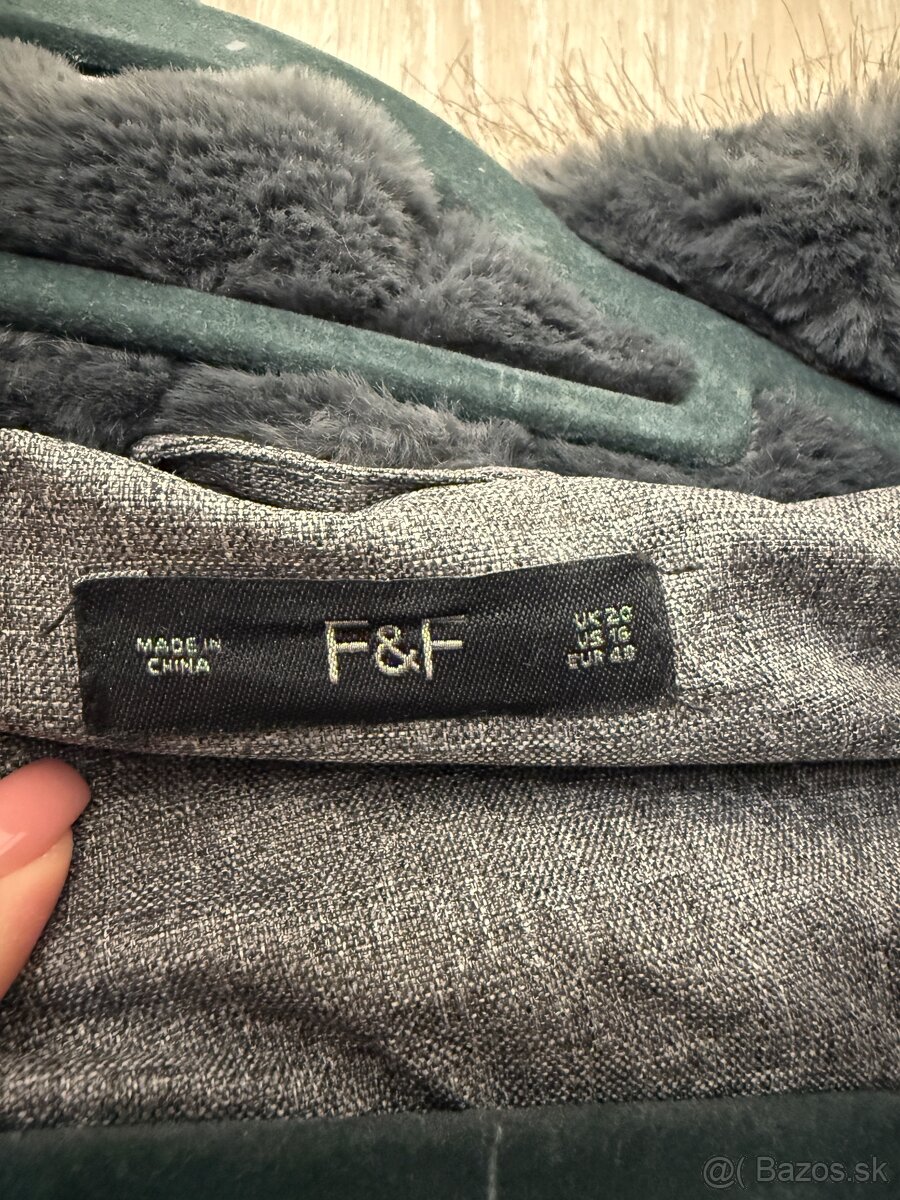 MADE IN
CHINA
F&F
UK 20
US 16
EUR 48
@( Bazos.sk